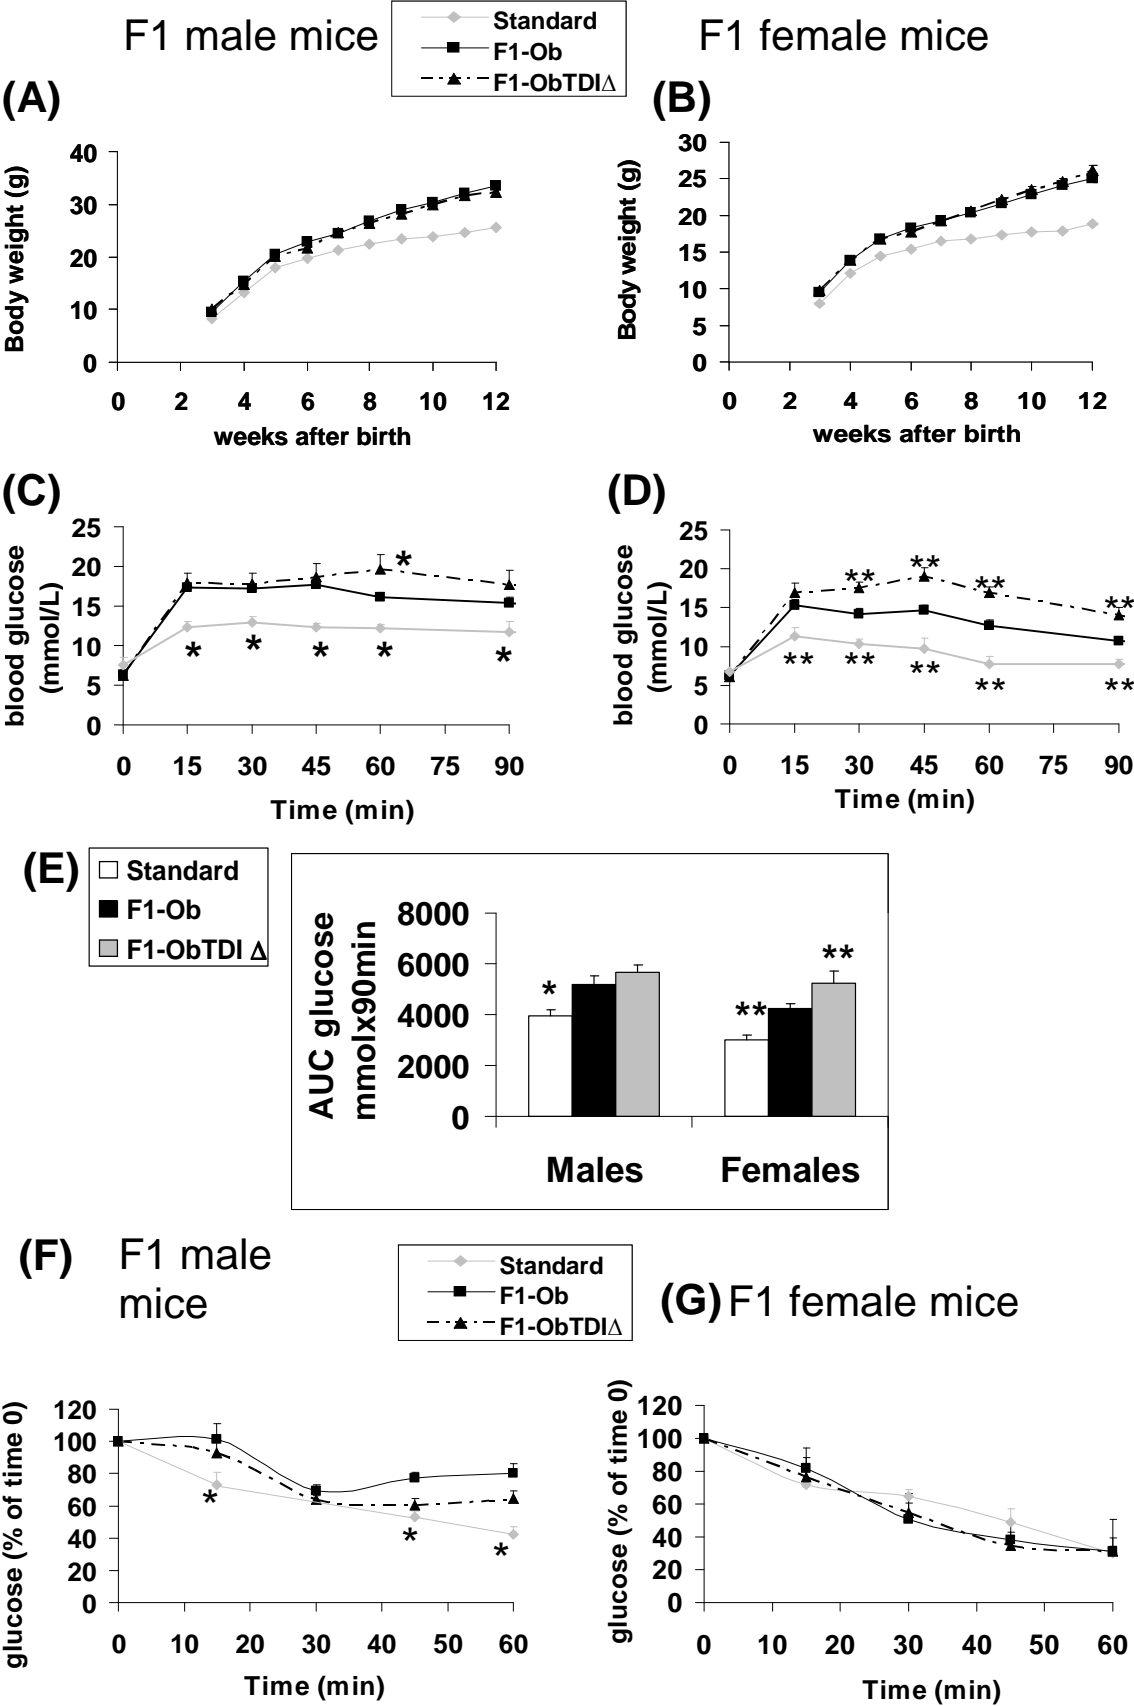 F1 male mice
Standard
F1-Ob
F1-ObTDIΔ
F1 female mice
(A)
Body weight (g)
40
30
20
10
0
0 2 4 6 8 10 12
weeks after birth
(B)
Body weight (g)
30
25
20
15
10
5
0
0 2 4 6 8 10 12
weeks after birth
(C)
blood glucose
(mmol/L)
25
20
15
10
5
0
*
* * * * *
0 15 30 45 60 75 90
Time (min)
(D)
blood glucose
(mmol/L)
25
20
15
10
5
0
** ** ** **
** ** ** ** **
0 15 30 45 60 75 90
Time (min)
(E)
Standard
F1-Ob
F1-ObTDI Δ
AUC glucose
mmolx90min
8000
6000
4000
2000
0
* ** **
Males Females
(F) F1 male
mice
Standard
F1-Ob
F1-ObTDIΔ
(G) F1 female mice
glucose (% of time 0)
120
100
80
60
40
20
0
* * *
0 10 20 30 40 50 60
Time (min)
glucose (% of time 0)
120
100
80
60
40
20
0
0 10 20 30 40 50 60
Time (min)